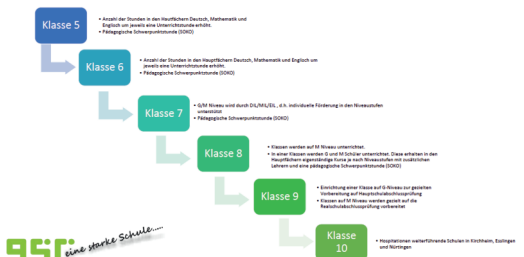 Klasse 5
• Anzahl der Stunden in den Hauptfächern Deutsch, Mathematik und
Englisch um jeweils eine Unterrichtstunde erhöht.
• Pädagogische Schwerpunktstunde (SOKO)
Klasse 6
• Anzahl der Stunden in den Hauptfächern Deutsch, Mathematik und Englisch um
jeweils eine Unterrichtstunde erhöht.
• Pädagogische Schwerpunktstunde (SOKO)
Klasse 7
• G/M Niveau wird durch DIL/MIL/EIL , d.h. individuelle Förderung in den Niveaustufen
unterstützt
• Pädagogische Schwerpunktstunde (SOKO)
Klasse 8
• Klassen werden auf M Niveau unterrichtet.
• In einer Klassen werden G und M Schüler unterrichtet. Diese erhalten in den
Hauptfächern eigenständige Kurse je nach Niveaustufen mit zusätzlichen
Lehrern und eine pädagogische Schwerpunktstunde (SOKO)
Klasse 9
• Einrichtung einer Klasse auf G-Niveau zur gezielten
Vorbereitung auf Hauptschulabschlussprüfung
• Klassen auf M Niveau werden gezielt auf die
Realschulabschlussprüfung vorbereitet
Klasse
10
• Hospitationen weiterführende Schulen in Kirchheim, Esslingen
und Nürtingen
eine starke Schule.....